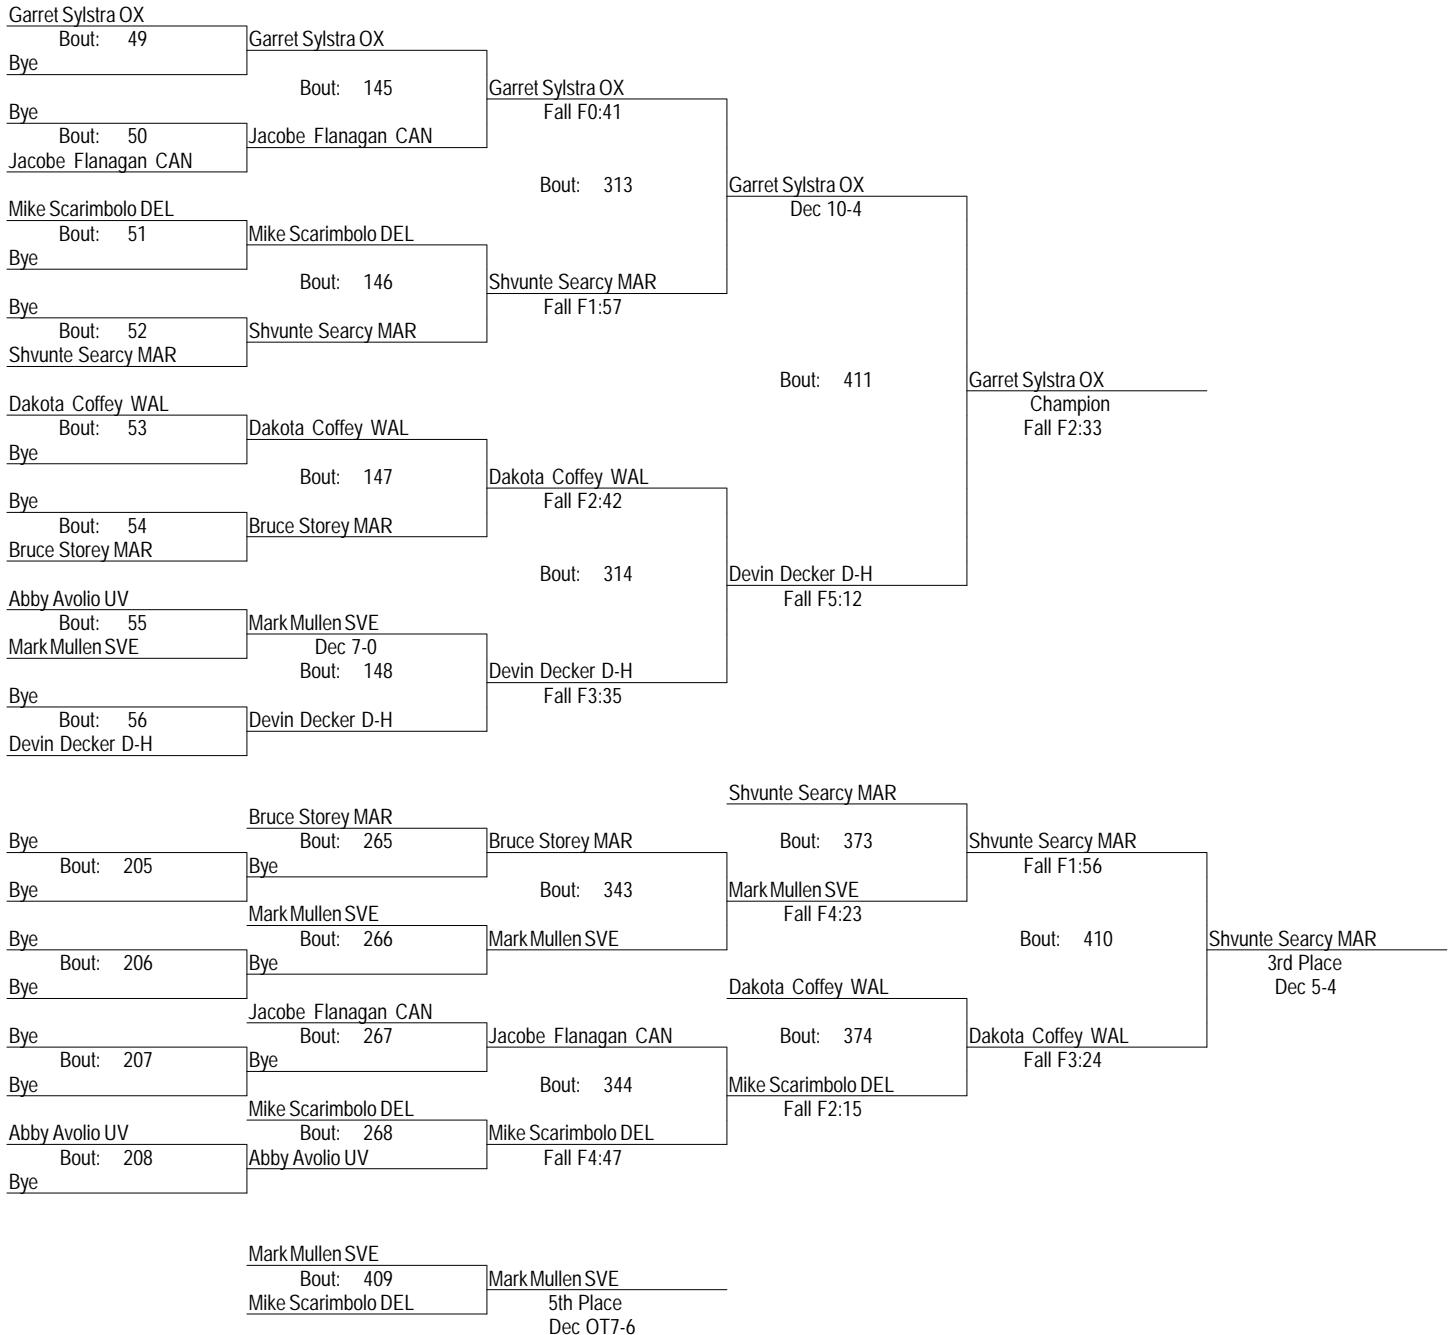 Garret Sylstra OX
Bout: 49
Bye
Garret Sylstra OX
Bout: 145
Bye
Bout: 50
Jacobe Flanagan CAN
Jacobe Flanagan CAN
Garret Sylstra OX
Fall F0:41
Bout: 313
Mike Scarimbolo DEL
Bout: 51
Bye
Mike Scarimbolo DEL
Bout: 146
Bye
Bout: 52
Shvunte Searcy MAR
Shvunte Searcy MAR
Shvunte Searcy MAR
Fall F1:57
Garret Sylstra OX
Dec 10-4
Bout: 411
Garret Sylstra OX
Champion
Fall F2:33
Dakota Coffey WAL
Bout: 53
Bye
Dakota Coffey WAL
Bout: 147
Bye
Bout: 54
Bruce Storey MAR
Bruce Storey MAR
Dakota Coffey WAL
Fall F2:42
Bout: 314
Devin Decker D-H
Fall F5:12
Abby Avolio UV
Bout: 55
Mark Mullen SVE
Mark Mullen SVE
Dec 7-0
Bout: 148
Bye
Bout: 56
Devin Decker D-H
Devin Decker D-H
Devin Decker D-H
Fall F3:35
Bye
Bout: 205
Bye
Bruce Storey MAR
Bout: 265
Bye
Bruce Storey MAR
Bout: 343
Bye
Bout: 206
Bye
Mark Mullen SVE
Bout: 266
Bye
Mark Mullen SVE
Shvunte Searcy MAR
Bout: 373
Mark Mullen SVE
Fall F4:23
Shvunte Searcy MAR
Fall F1:56
Bout: 410
Shvunte Searcy MAR
3rd Place
Dec 5-4
Bye
Bout: 207
Bye
Jacobe Flanagan CAN
Bout: 267
Bye
Jacobe Flanagan CAN
Bout: 344
Abby Avolio UV
Bout: 208
Bye
Mike Scarimbolo DEL
Bout: 268
Abby Avolio UV
Mike Scarimbolo DEL
Fall F4:47
Dakota Coffey WAL
Bout: 374
Mike Scarimbolo DEL
Fall F2:15
Dakota Coffey WAL
Fall F3:24
Mark Mullen SVE
Bout: 409
Mike Scarimbolo DEL
Mark Mullen SVE
5th Place
Dec OT7-6